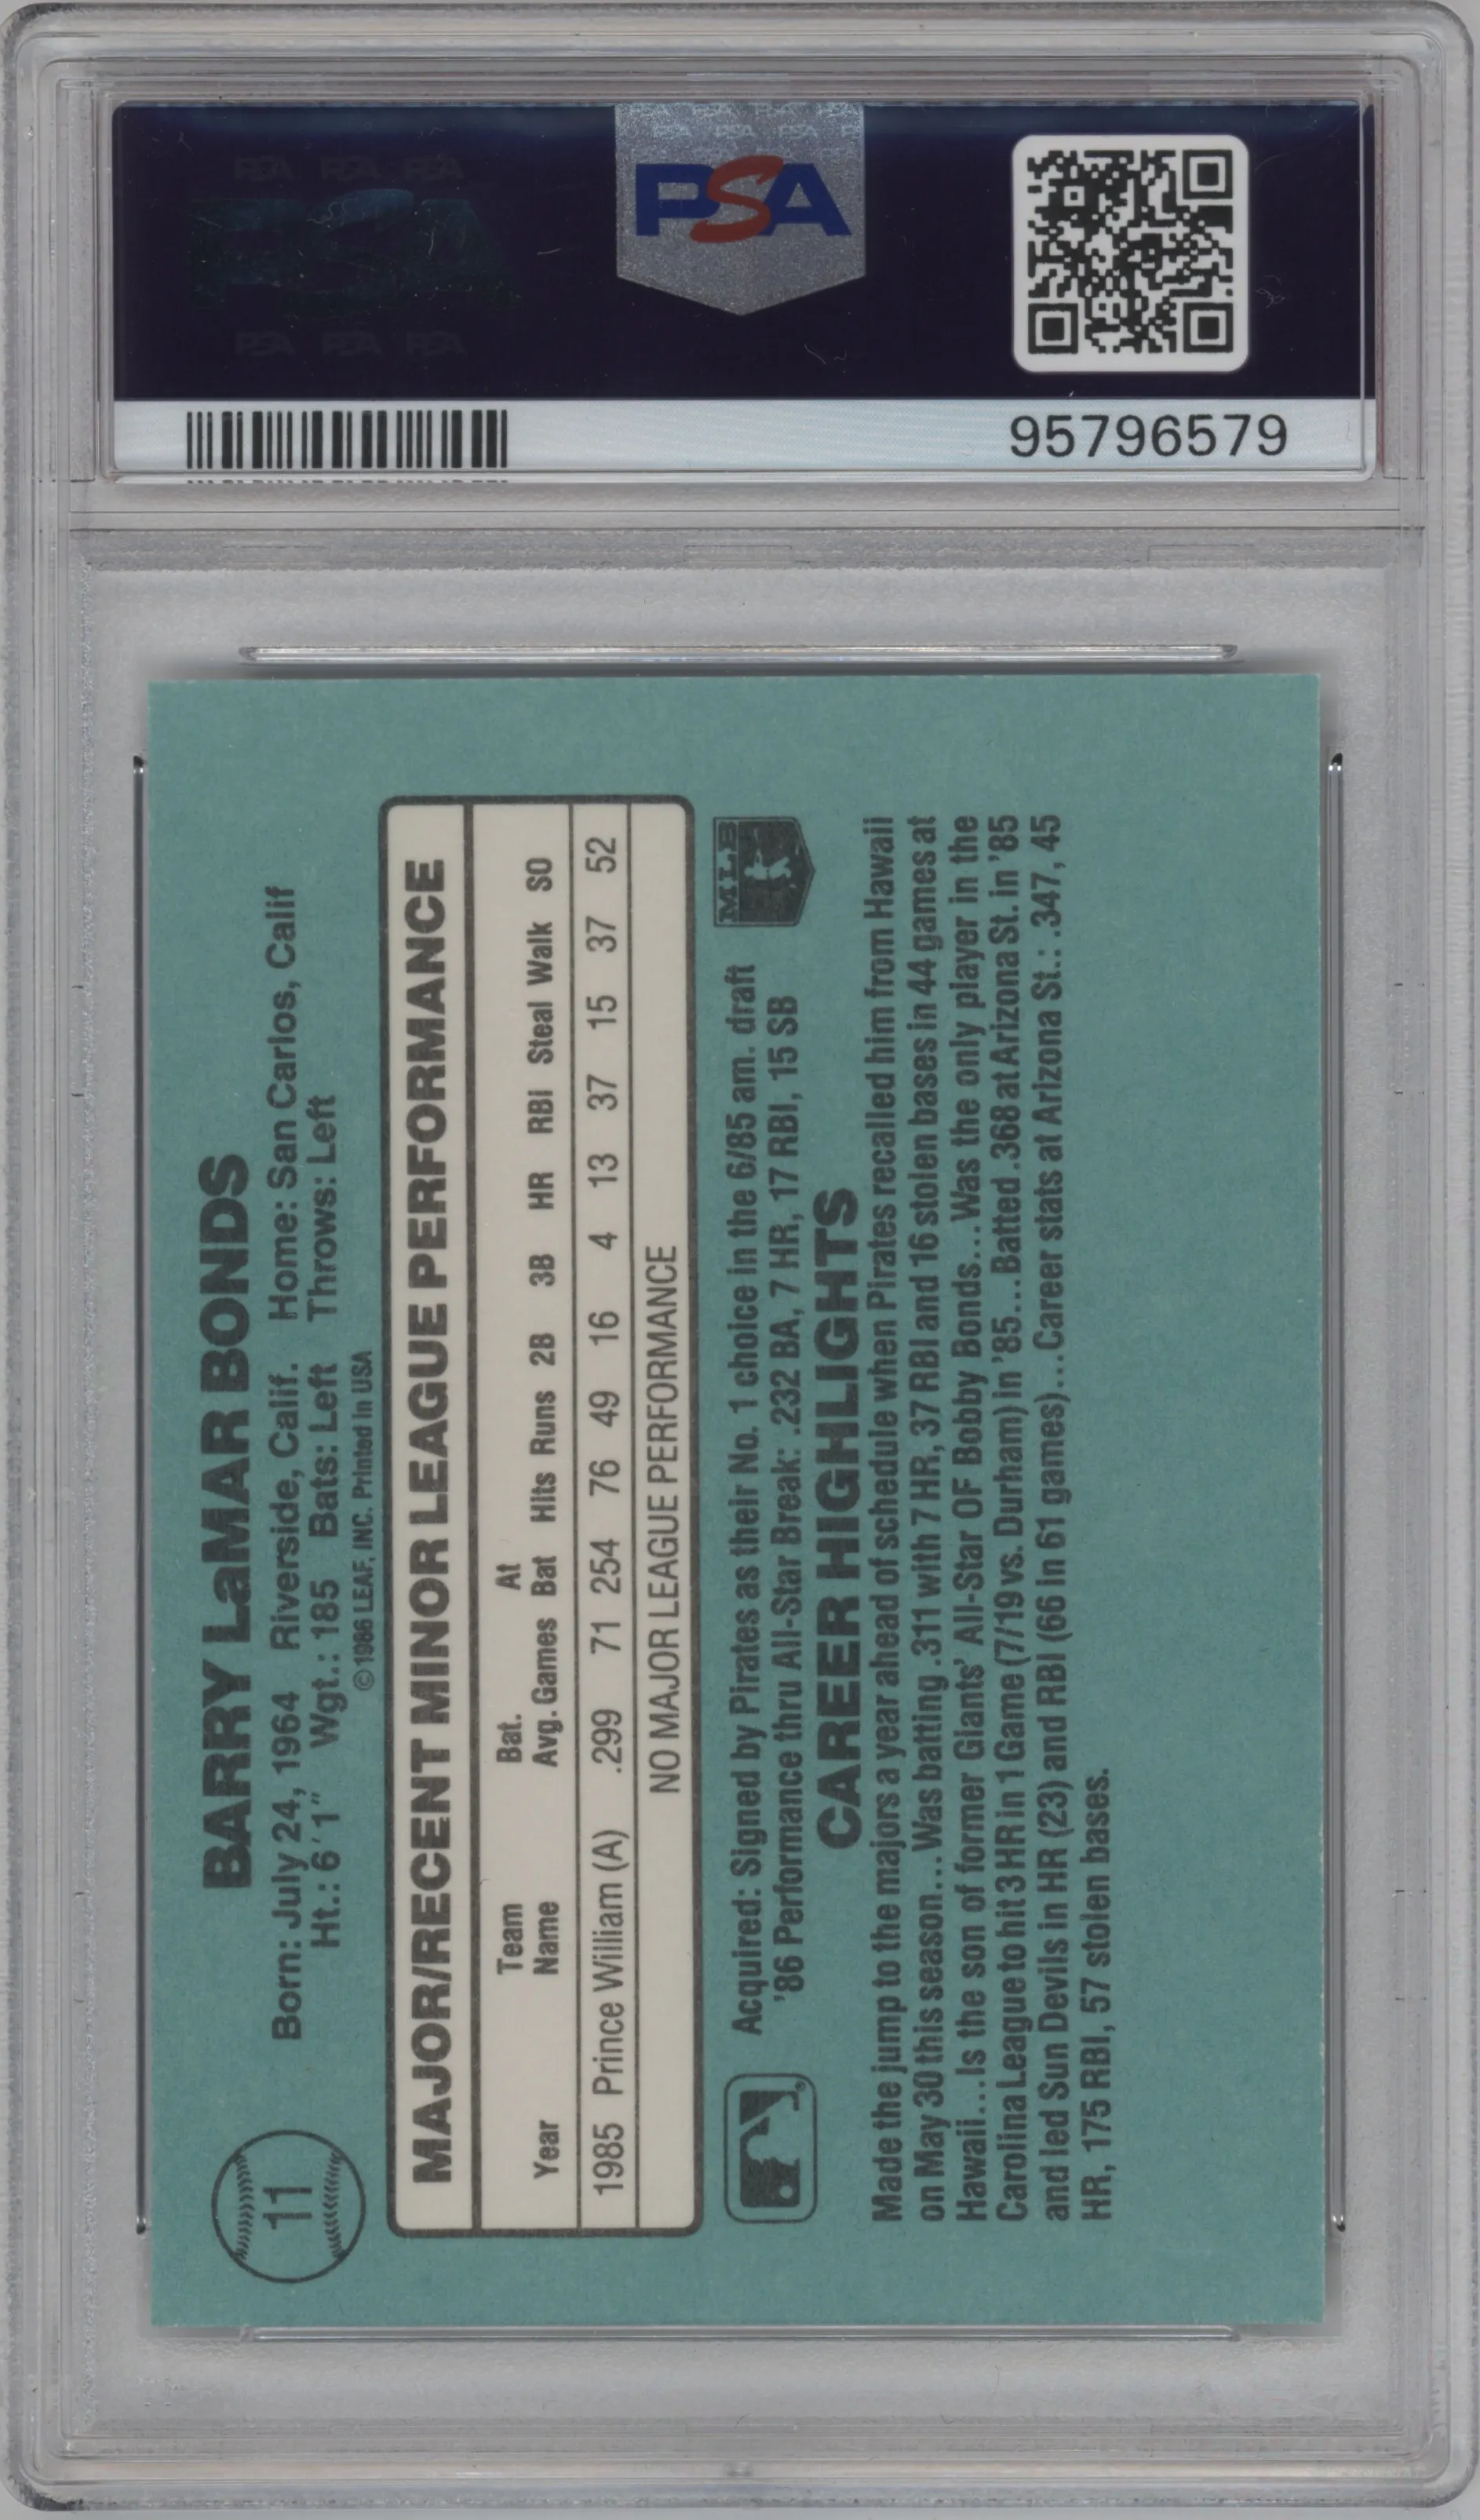 PSA
95796579
11
BARRY LaMAR BONDS
Born: July 24, 1964 Riverside, Calif. Home: San Carlos, Calif
Ht.: 6'1" Wgt.: 185 Bats: Left Throws: Left
©1986 LEAF, INC. Printed in USA
MAJOR/RECENT MINOR LEAGUE PERFORMANCE
Year Team Name Bat. Avg. Games At Bat Hits Runs 2B 3B HR RBI Steal Walk SO
1985 Prince William (A) .299 71 254 76 49 16 4 13 37 15 37 52
NO MAJOR LEAGUE PERFORMANCE
Acquired: Signed by Pirates as their No. 1 choice in the 6/85 am. draft
'86 Performance thru All-Star Break: .232 BA, 7 HR, 17 RBI, 15 SB
MLB
CAREER HIGHLIGHTS
Made the jump to the majors a year ahead of schedule when Pirates recalled him from Hawaii
on May 30 this season...Was batting .311 with 7 HR, 37 RBI and 16 stolen bases in 44 games at
Hawaii...Is the son of former Giants' All-Star OF Bobby Bonds...Was the only player in the
Carolina League to hit 3 HR in 1 Game (7/19 vs. Durham) in '85...Batted .368 at Arizona St. in '85
and led Sun Devils in HR (23) and RBI (66 in 61 games)...Career stats at Arizona St.: .347, 45
HR, 175 RBI, 57 stolen bases.